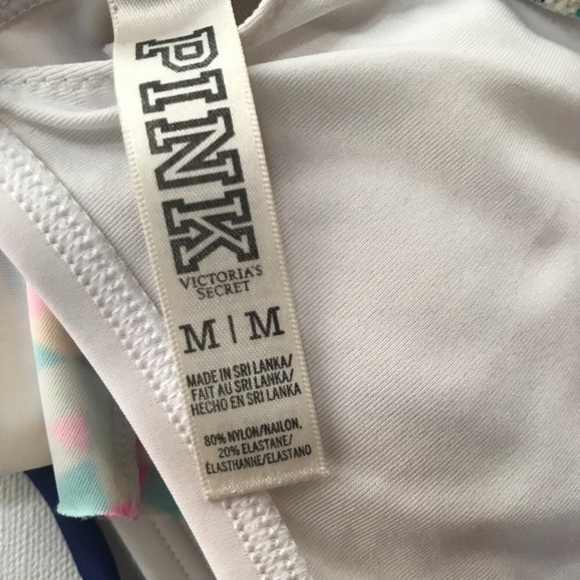 PINK
VICTORIA'S
SECRET
M | M
MADE IN SRI LANKA/
FAIT AU SRI LANKA/
HECHO EN SRI LANKA
80% NYLON/NAILON,
20% ELASTANE/
ÉLASTHANNE/ELASTANO